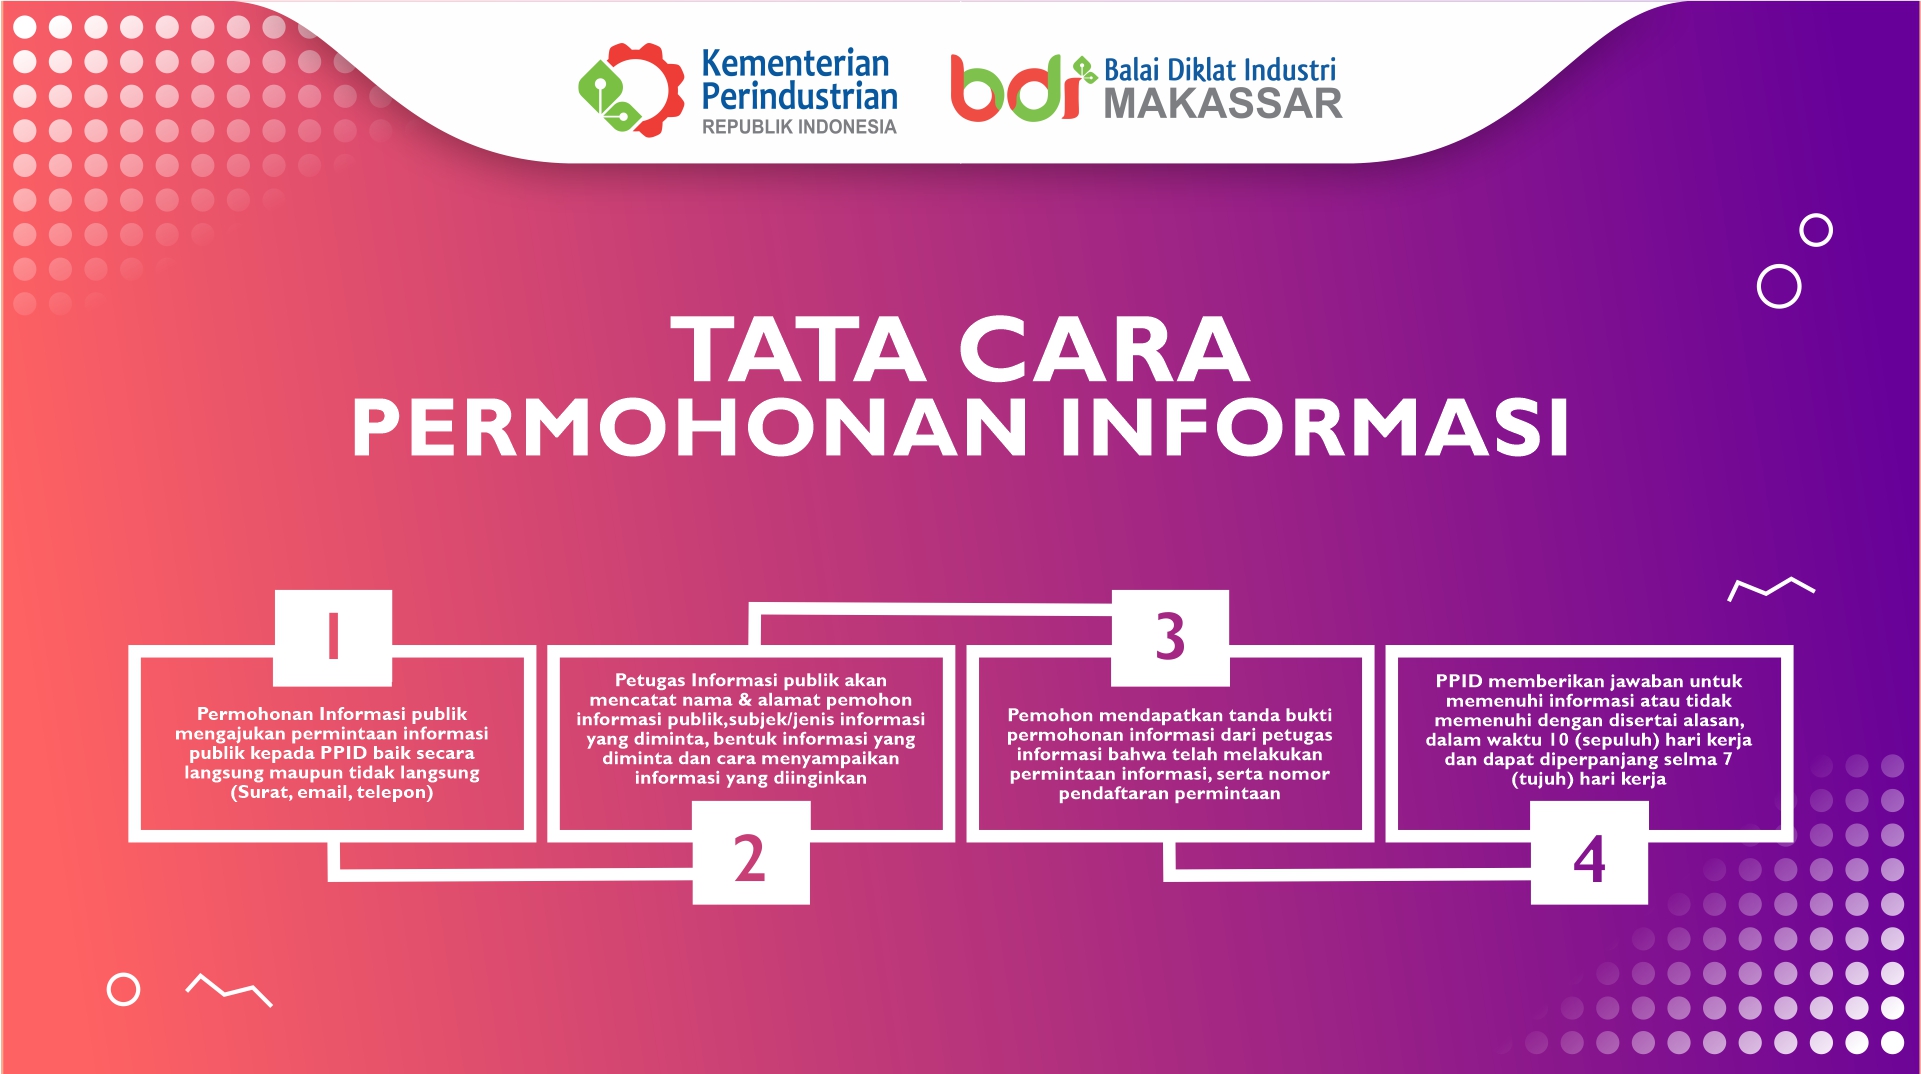 Kementerian
Perindustrian
REPUBLIK INDONESIA
bdi
Balai Diklat Industri
MAKASSAR
TATA CARA
PERMOHONAN INFORMASI
1
Permohonan Informasi publik
mengajukan permintaan informasi
publik kepada PPID baik secara
langsung maupun tidak langsung
(Surat, email, telepon)
Petugas Informasi publik akan
mencatat nama & alamat pemohon
informasi publik,subjek/jenis informasi
yang diminta, bentuk informasi yang
diminta dan cara menyampaikan
informasi yang diinginkan
2
3
Pemohon mendapatkan tanda bukti
permohonan informasi dari petugas
informasi bahwa telah melakukan
permintaan informasi, serta nomor
pendaftaran permintaan
PPID memberikan jawaban untuk
memenuhi informasi atau tidak
memenuhi dengan disertai alasan,
dalam waktu 10 (sepuluh) hari kerja
dan dapat diperpanjang selma 7
(tujuh) hari kerja
4